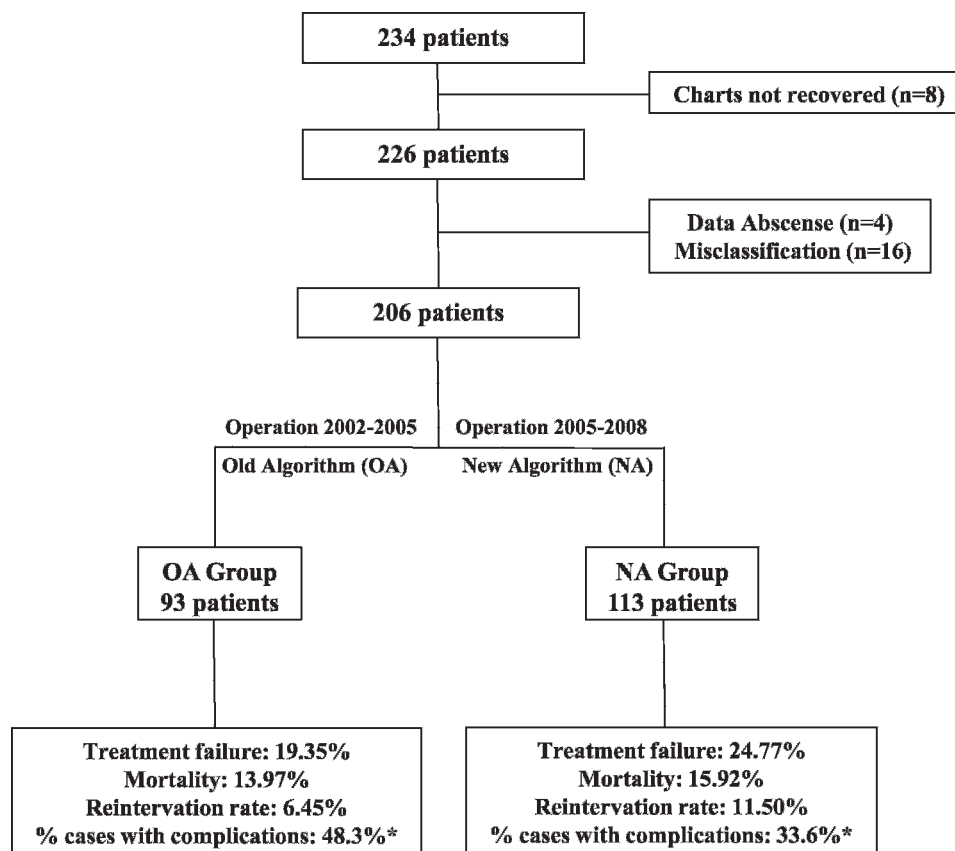 234 patients
Charts not recovered (n=8)
226 patients
Data Abscense (n=4)
Misclassification (n=16)
206 patients
Operation 2002-2005
Operation 2005-2008
Old Algorithm (OA)
New Algorithm (NA)
OA Group
93 patients
NA Group
113 patients
Treatment failure: 19.35%
Mortality: 13.97%
Reintervation rate: 6.45%
% cases with complications: 48.3%*
Treatment failure: 24.77%
Mortality: 15.92%
Reintervation rate: 11.50%
% cases with complications: 33.6%*